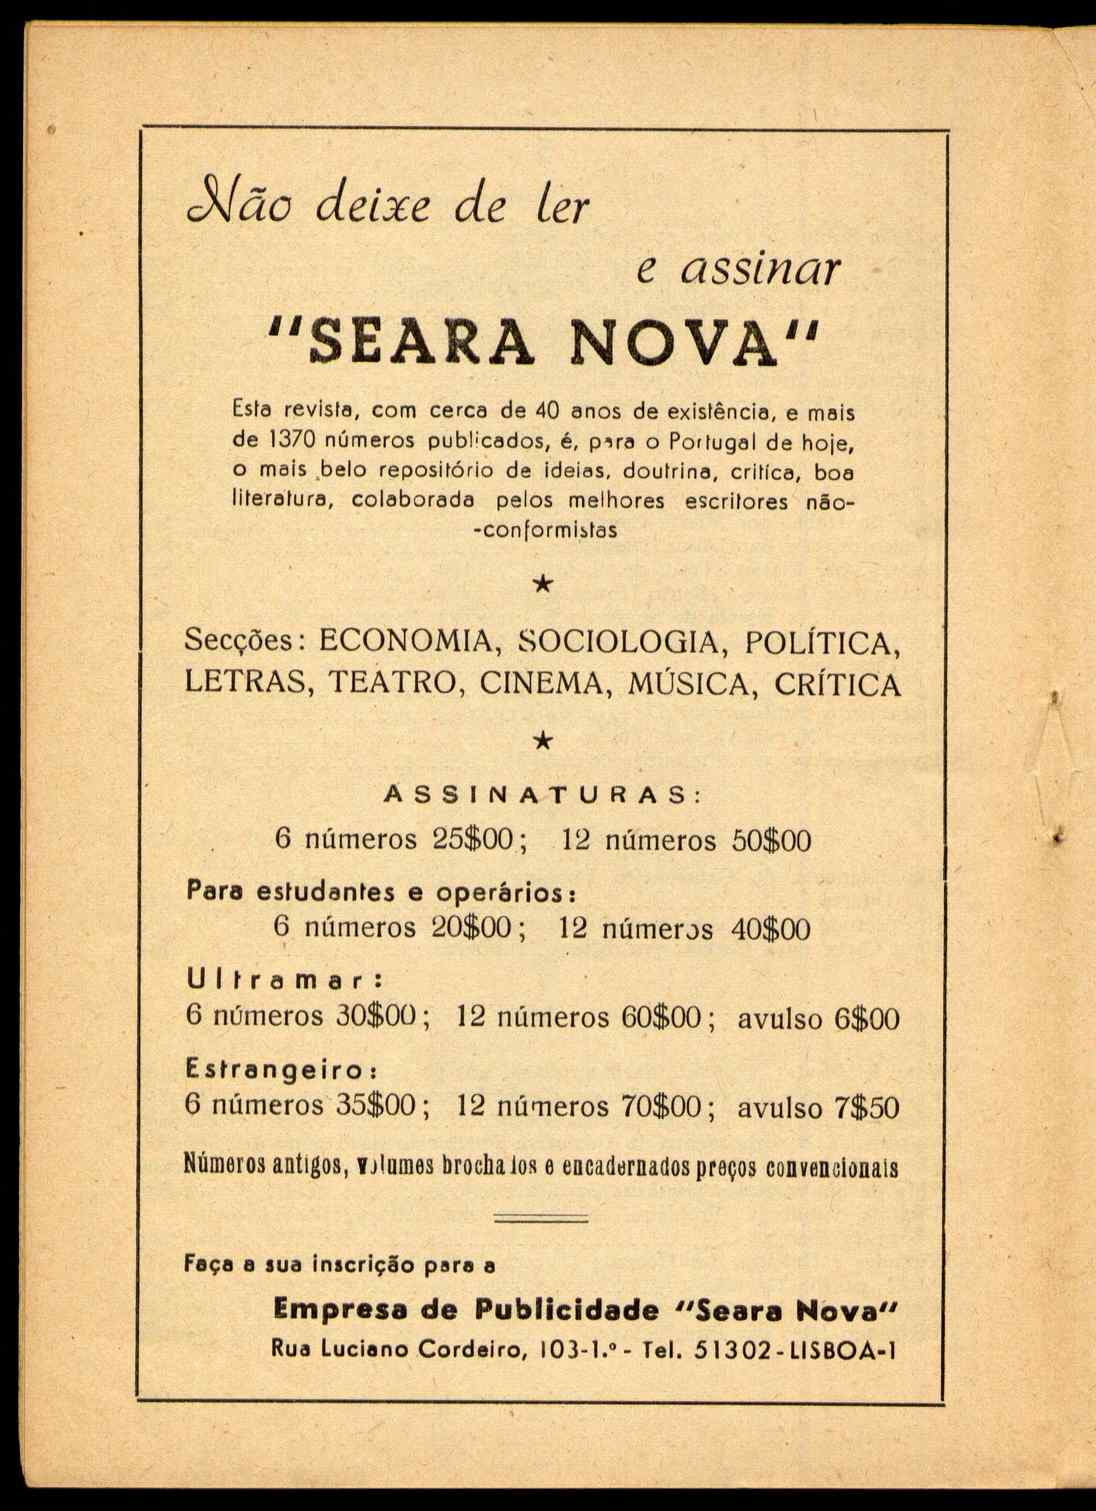 Não deixe de ler
e assinar
"SEARA NOVA"
Esta revista, com cerca de 40 anos de existência, e mais
de 1370 números publicados, é, para o Portugal de hoje,
o mais belo repositório de ideias, doutrina, critíca, boa
literatura, colaborada pelos melhores escritores não-
-conformistas
★
Secções: ECONOMIA, SOCIOLOGIA, POLÍTICA,
LETRAS, TEATRO, CINEMA, MÚSICA, CRÍTICA
★
ASSINATURAS:
6 números 25$00; 12 números 50$00
Para estudantes e operários:
6 números 20$00; 12 números 40$00
Ultramar:
6 números 30$00; 12 números 60$00; avulso 6$00
Estrangeiro:
6 números 35$00; 12 números 70$00; avulso 7$50
Números antigos, volumes brochados e encadernados preços convencionais
Faça a sua inscrição para a
Empresa de Publicidade "Seara Nova"
Rua Luciano Cordeiro, 103-1.º - Tel. 51302 - LISBOA-1